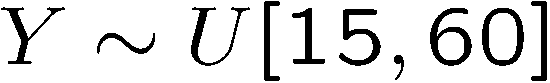 Y ∼ U[15, 60]